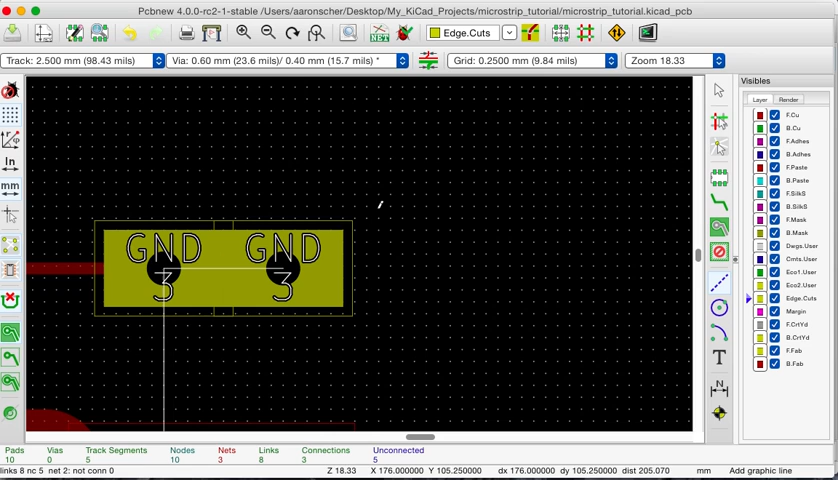 Pcbnew 4.0.0-rc2-1-stable /Users/aaronscher/Desktop/My_KiCad_Projects/microstrip_tutorial/microstrip_tutorial.kicad_pcb
NET
Edge.Cuts
Track: 2.500 mm (98.43 mils)
Via: 0.60 mm (23.6 mils)/ 0.40 mm (15.7 mils) *
Grid: 0.2500 mm (9.84 mils)
Zoom 18.33
Visibles
Layer
Render
F.Cu
B.Cu
F.Adhes
B.Adhes
F.Paste
B.Paste
F.SilkS
B.SilkS
F.Mask
B.Mask
Dwgs.User
Cmts.User
Eco1.User
Eco2.User
Edge.Cuts
Margin
F.CrtYd
B.CrtYd
F.Fab
B.Fab
In
mm
GND GND
3 3
T
N
Pads Vias Track Segments Nodes Nets Links Connections Unconnected
10 0 5 10 3 8 3 5
links 8 nc 5 net 2: not conn 0
Z 18.33 X 176.000000 Y 105.250000 dx 176.000000 dy 105.250000 dist 205.070 mm Add graphic line